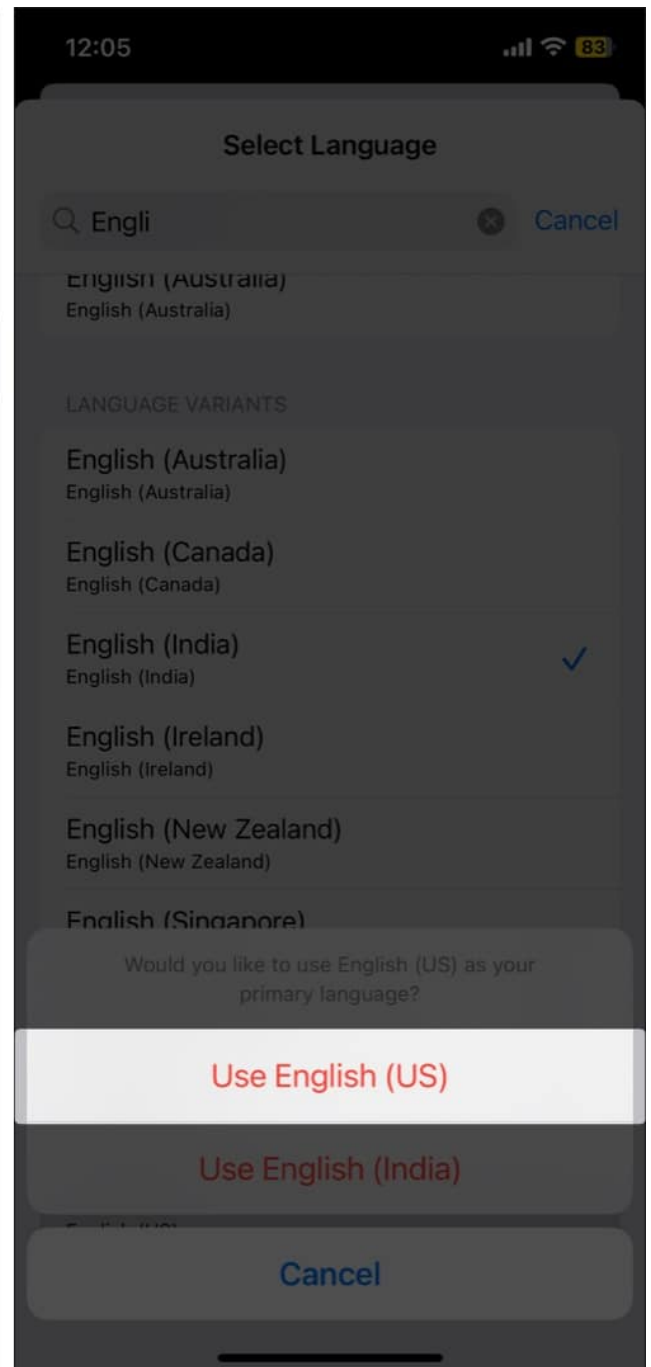 12:05
83
Select Language
Engli
Cancel
English (Australia)
English (Australia)
LANGUAGE VARIANTS
English (Australia)
English (Australia)
English (Canada)
English (Canada)
English (India)
English (India)
English (Ireland)
English (Ireland)
English (New Zealand)
English (New Zealand)
English (Singapore)
Would you like to use English (US) as your
primary language?
Use English (US)
Use English (India)
English (US)
Cancel